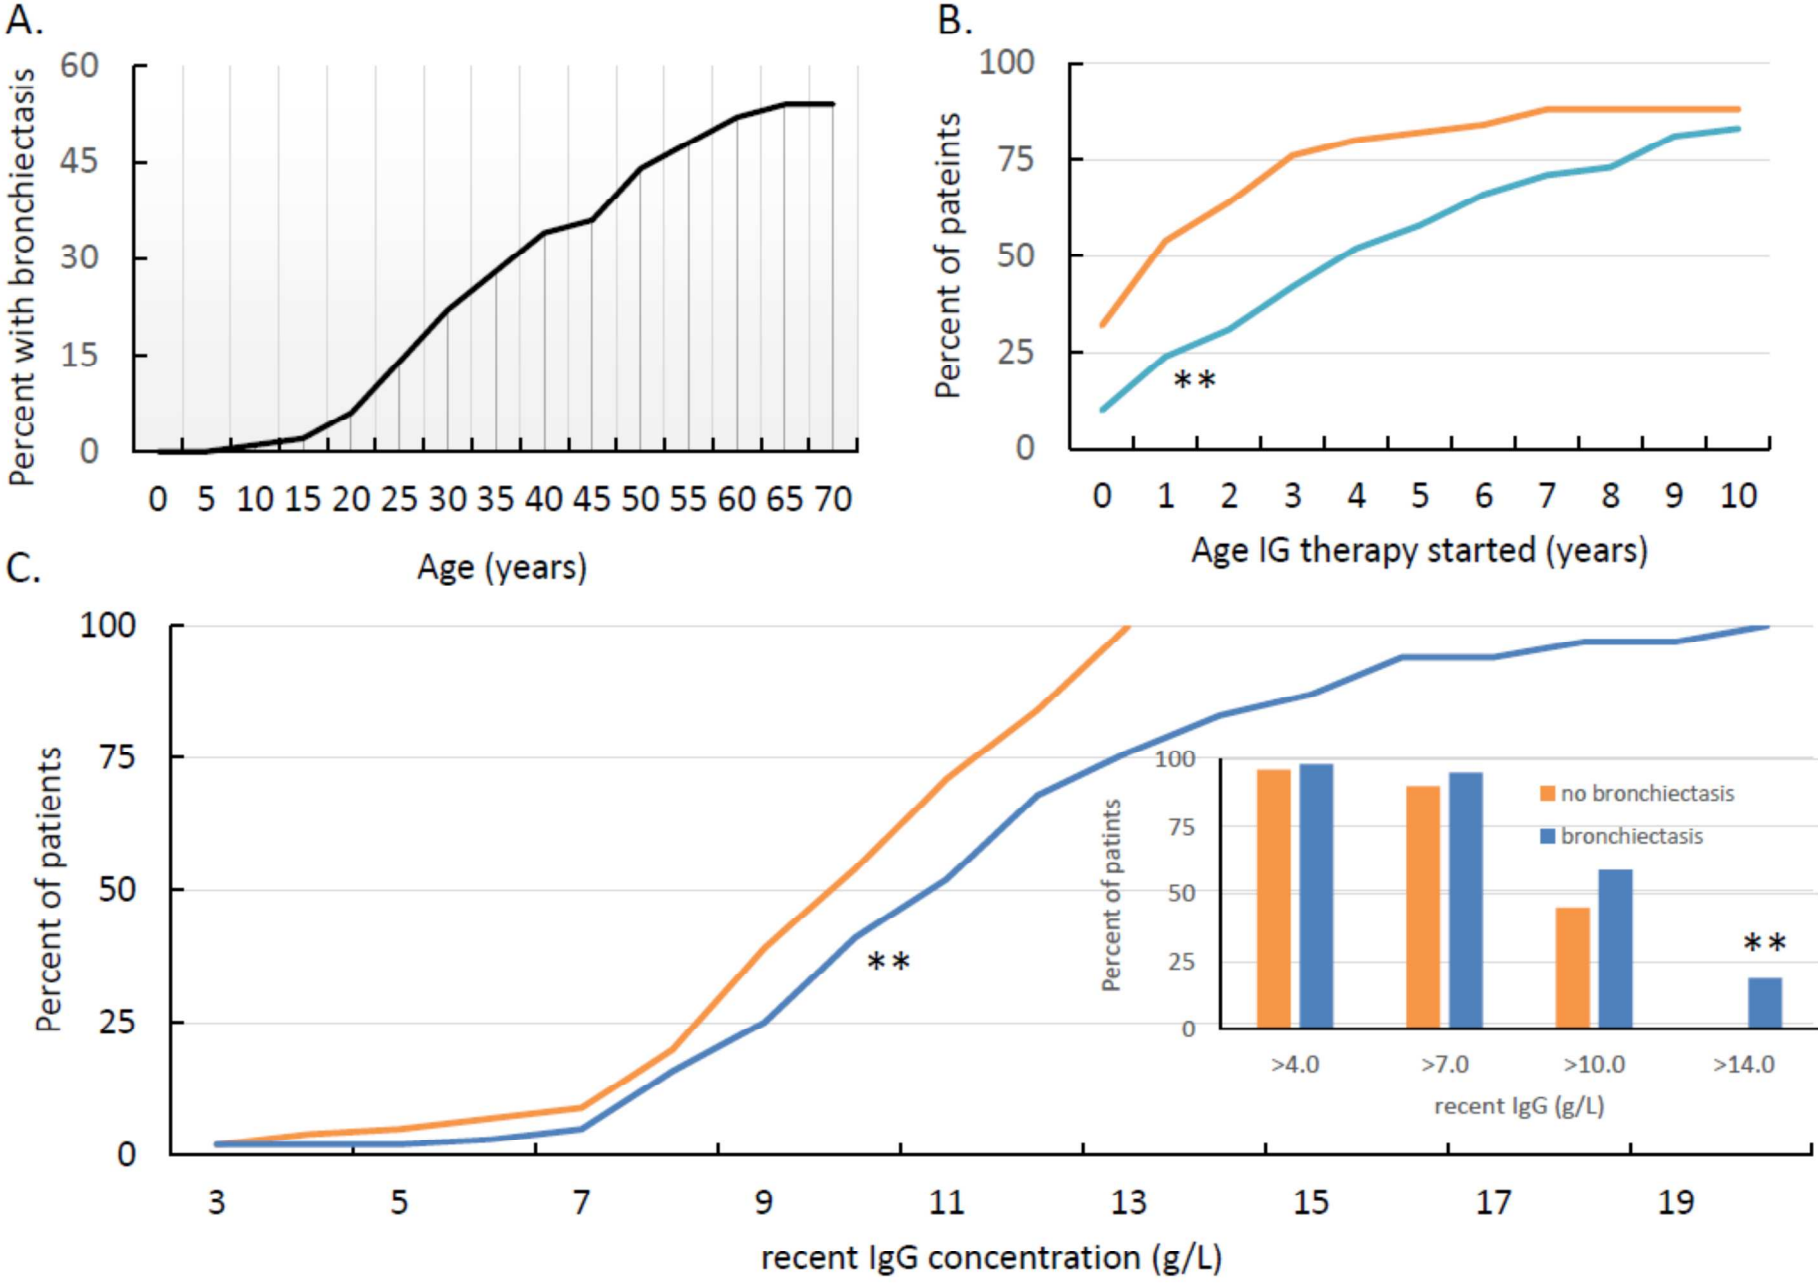 A.
Percent with bronchiectasis
60
45
30
15
0
0 5 10 15 20 25 30 35 40 45 50 55 60 65 70
Age (years)
B.
Percent of pateints
100
75
50
25
0
**
0 1 2 3 4 5 6 7 8 9 10
Age IG therapy started (years)
C.
Percent of patients
100
75
50
25
0
**
3 5 7 9 11 13 15 17 19
recent IgG concentration (g/L)
Percent of patints
100
75
50
25
0
no bronchiectasis
bronchiectasis
**
>4.0 >7.0 >10.0 >14.0
recent IgG (g/L)